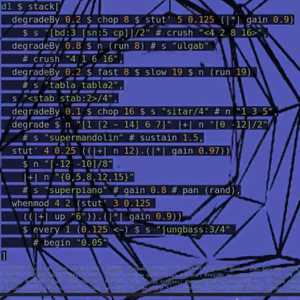 d1 $ stack[
degradeBy 0.2 $ chop 8 $ stut' 5 0.125 (|*| gain 0.9)
$ s "[bd:3 [sn:5 cp]]/2" # crush "<4 2 8 16>",
degradeBy 0.8 $ n (run 8) # s "ulgab"
# crush "4 1 6 16",
degradeBy 0.2 $ fast 8 $ slow 19 $ n (run 19)
# s "tabla tabla2",
s "<stab stab:2>/4",
degradeBy 0.1 $ chop 16 $ s "sitar/4" # n "1 3 5"
degrade $ n "[1 {2 ~ 14} 6 7]" |+| n "[0 -12]/2"
# s "supermandolin" # sustain 1.5,
stut' 4 0.25 ((|+| n 12).(|*| gain 0.97))
$ n "[-12 -10]/8"
|+| n "{0,5,8,12,15}"
# s "superpiano" # gain 0.8 # pan (rand),
whenmod 4 2 (stut' 3 0.125
((|+| up "6")).(|*| gain 0.9))
$ every 1 (0.125 <~) $ s "jungbass:3/4"
# begin "0.05"
]